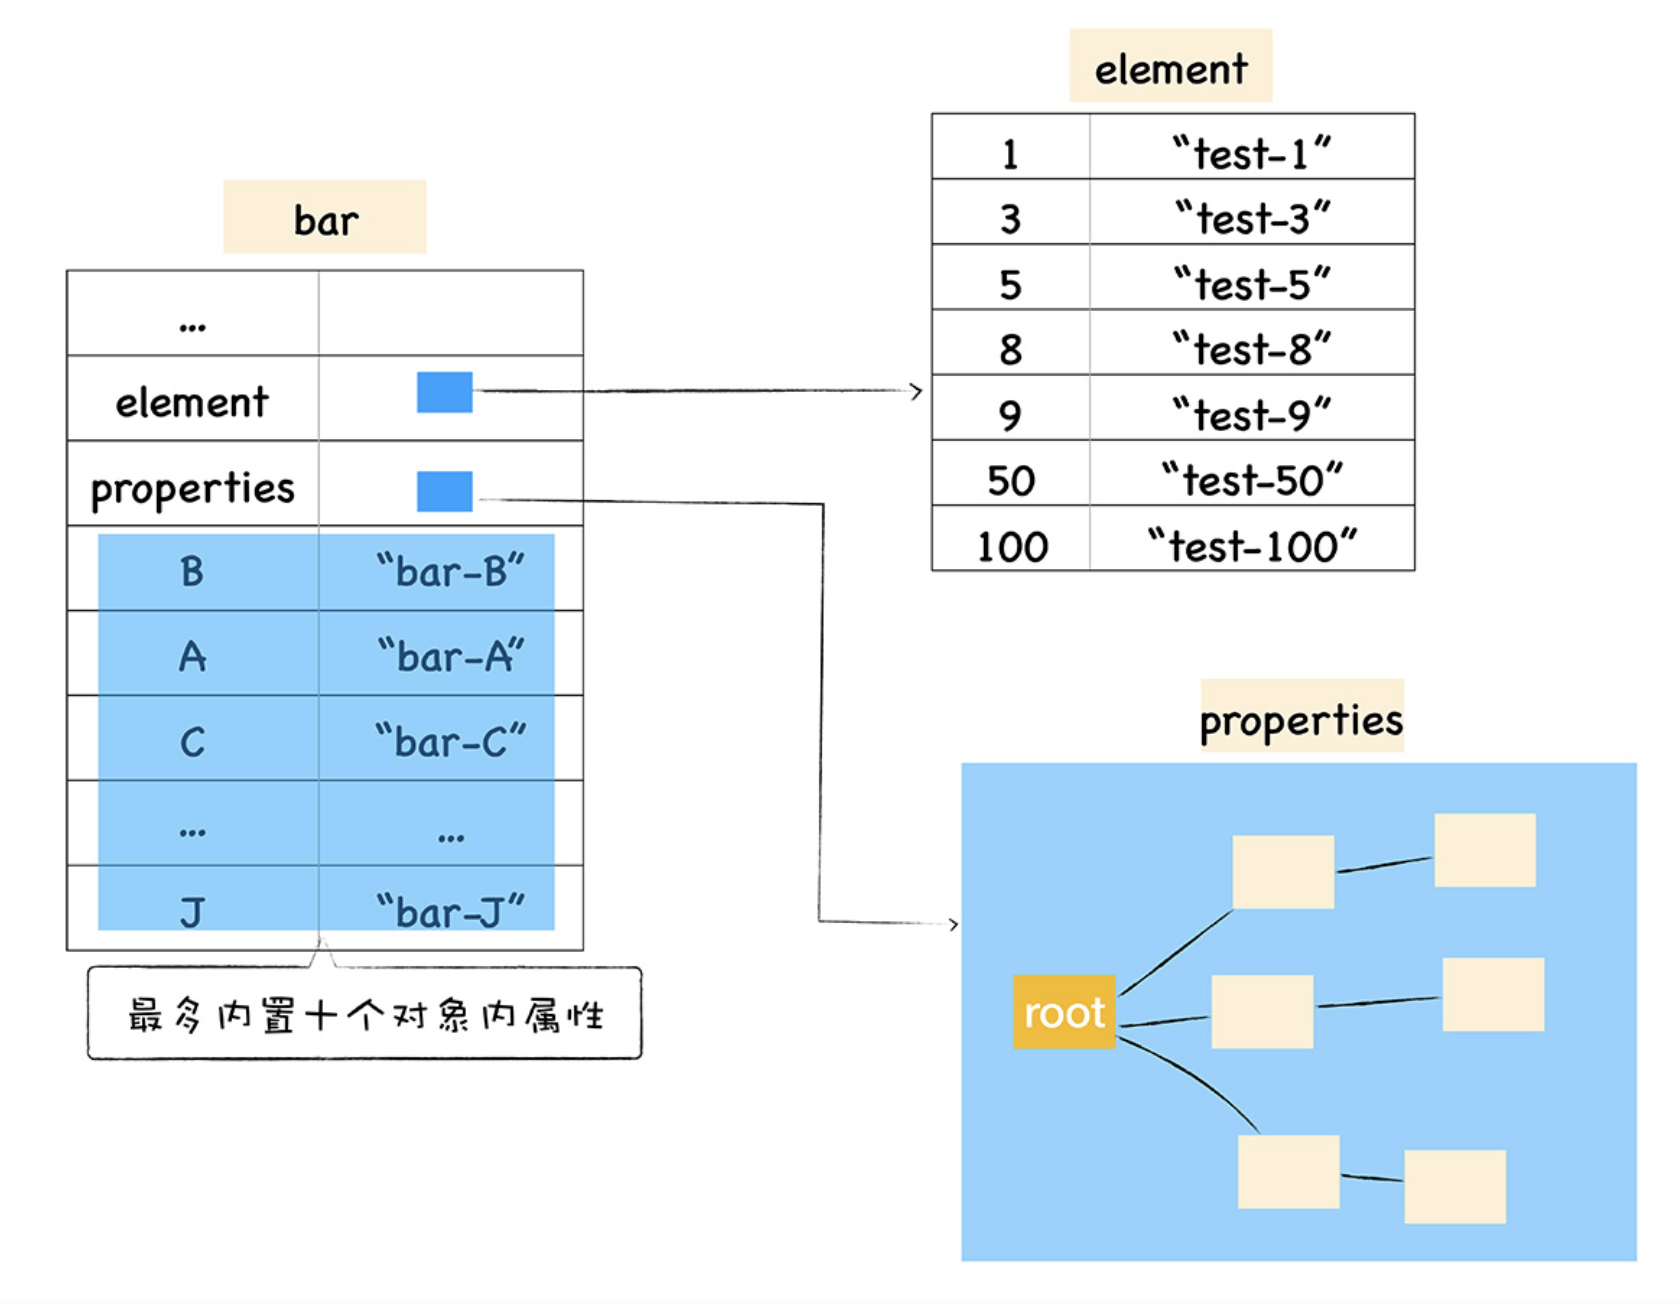 bar
...
element
properties
B “bar-B”
A “bar-A”
C “bar-C”
... ...
J “bar-J”
最多内置十个对象内属性
element
1 “test-1”
3 “test-3”
5 “test-5”
8 “test-8”
9 “test-9”
50 “test-50”
100 “test-100”
properties
root